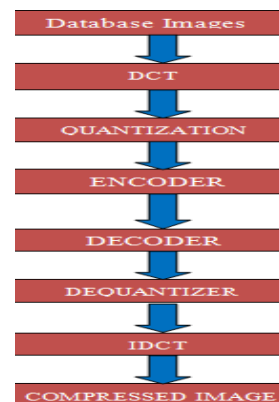 Database Images
DCT
QUANTIZATION
ENCODER
DECODER
DEQUANTIZER
IDCT
COMPRESSED IMAGE